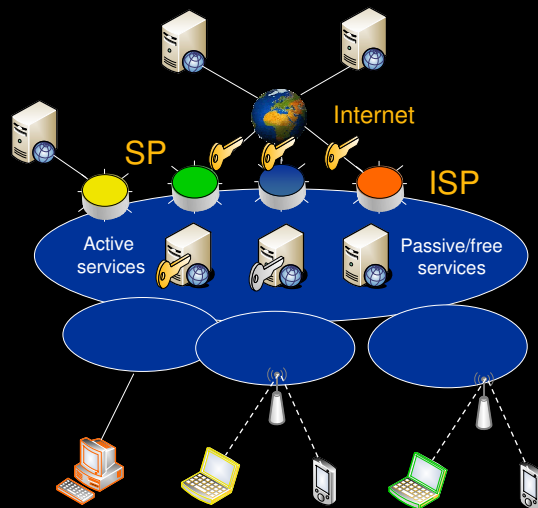 Internet
SP
ISP
Active
services
Passive/free
services